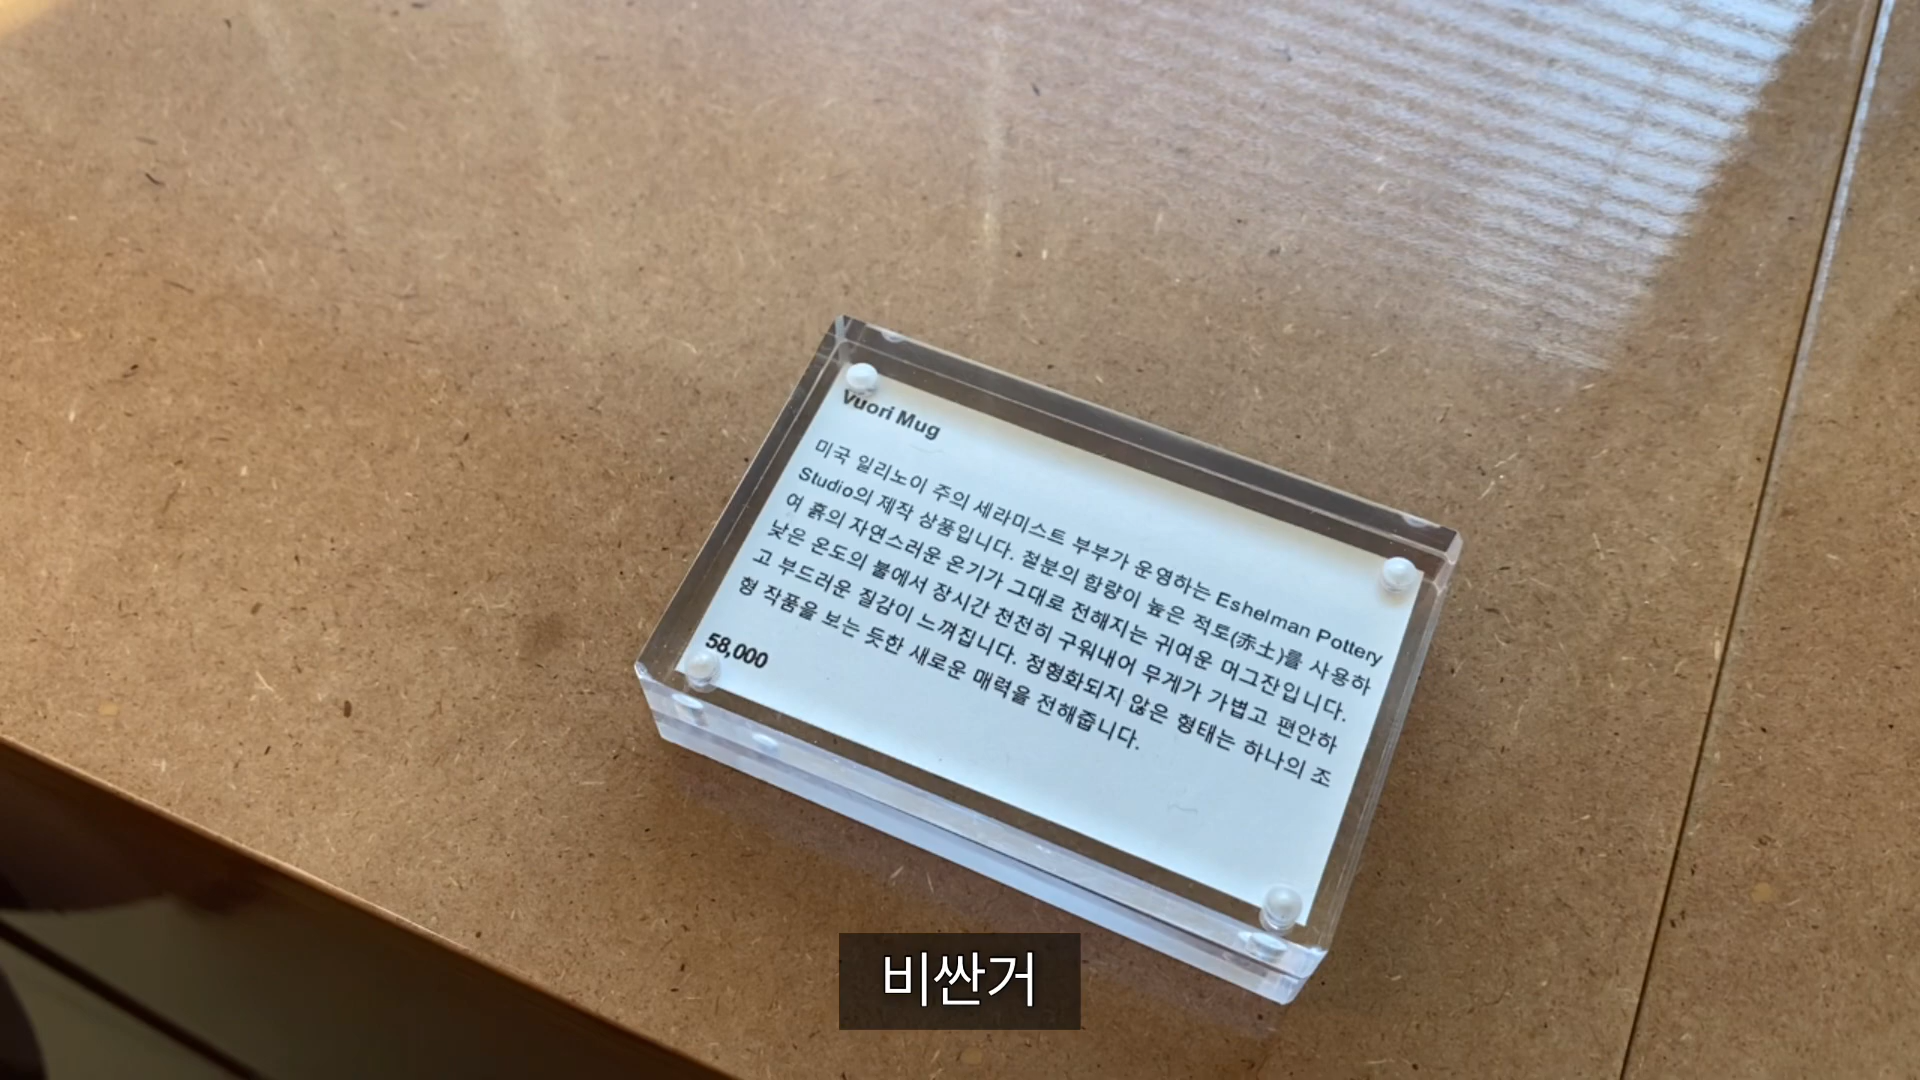 Vuori Mug
미국 일리노이 주의 세라미스트 부부가 운영하는 Eshelman Pottery
Studio의 제작 상품입니다. 철분의 함량이 높은 적토(赤土)를 사용하
여 흙의 자연스러운 온기가 그대로 전해지는 귀여운 머그잔입니다.
낮은 온도의 불에서 장시간 천천히 구워내어 무게가 가볍고 편안하
고 부드러운 질감이 느껴집니다. 정형화되지 않은 형태는 하나의 조
형 작품을 보는 듯한 새로운 매력을 전해줍니다.
58,000
비싼거